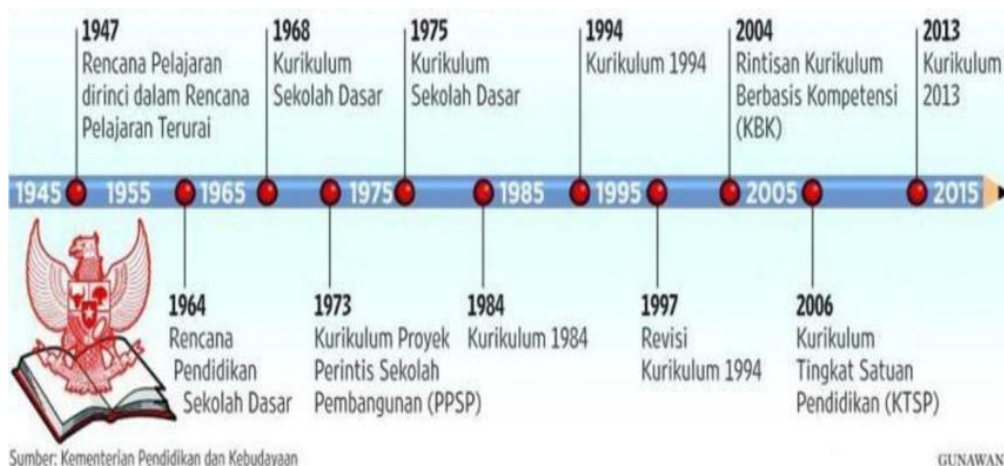 1947
Rencana Pelajaran
dirinci dalam Rencana
Pelajaran Terurai
1968
Kurikulum
Sekolah Dasar
1975
Kurikulum
Sekolah Dasar
1994
Kurikulum 1994
2004
Rintisan Kurikulum
Berbasis Kompetensi
(KBK)
2013
Kurikulum
2013
1945 1955 1965 1975 1985 1995 2005 2015
1964
Rencana
Pendidikan
Sekolah Dasar
1973
Kurikulum Proyek
Perintis Sekolah
Pembangunan (PPSP)
1984
Kurikulum 1984
1997
Revisi
Kurikulum 1994
2006
Kurikulum
Tingkat Satuan
Pendidikan (KTSP)
Sumber: Kementerian Pendidikan dan Kebudayaan
GUNAWAN